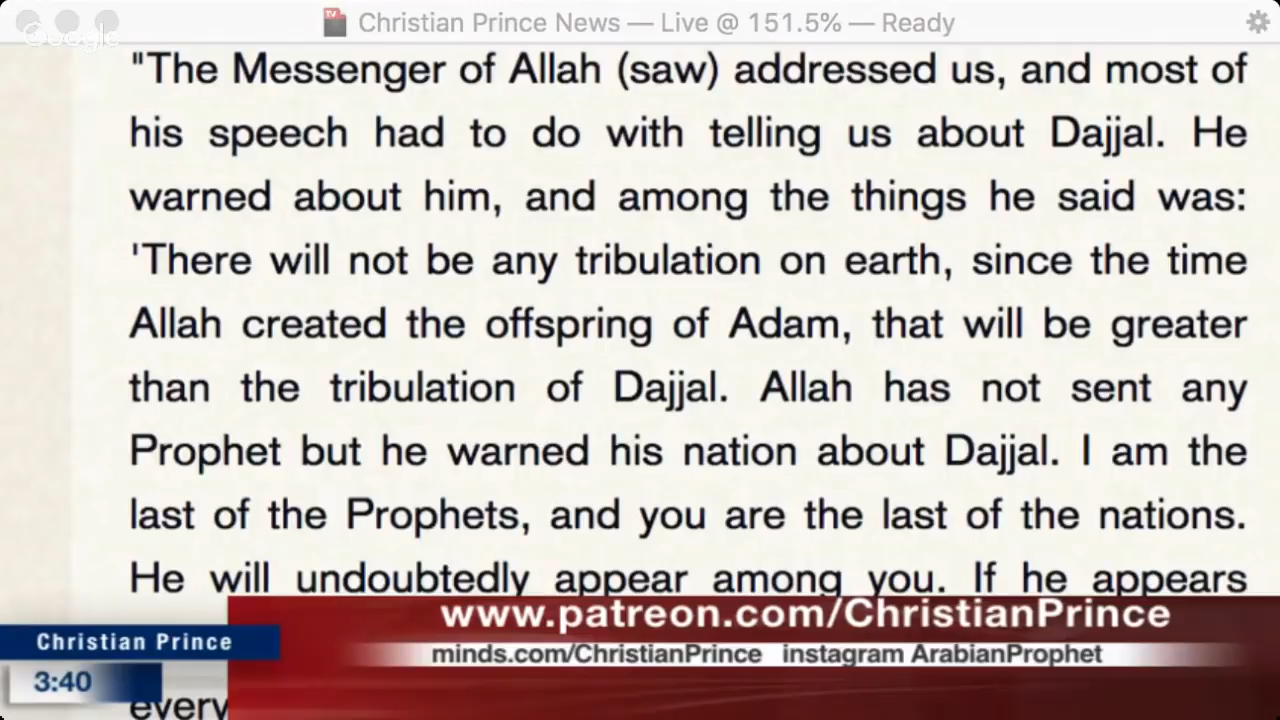 Christian Prince News — Live @ 151.5% — Ready
TV
Google
"The Messenger of Allah (saw) addressed us, and most of
his speech had to do with telling us about Dajjal. He
warned about him, and among the things he said was:
'There will not be any tribulation on earth, since the time
Allah created the offspring of Adam, that will be greater
than the tribulation of Dajjal. Allah has not sent any
Prophet but he warned his nation about Dajjal. I am the
last of the Prophets, and you are the last of the nations.
He will undoubtedly appear among you. If he appears
www.patreon.com/ChristianPrince
Christian Prince
minds.com/ChristianPrince instagram ArabianProphet
3:40